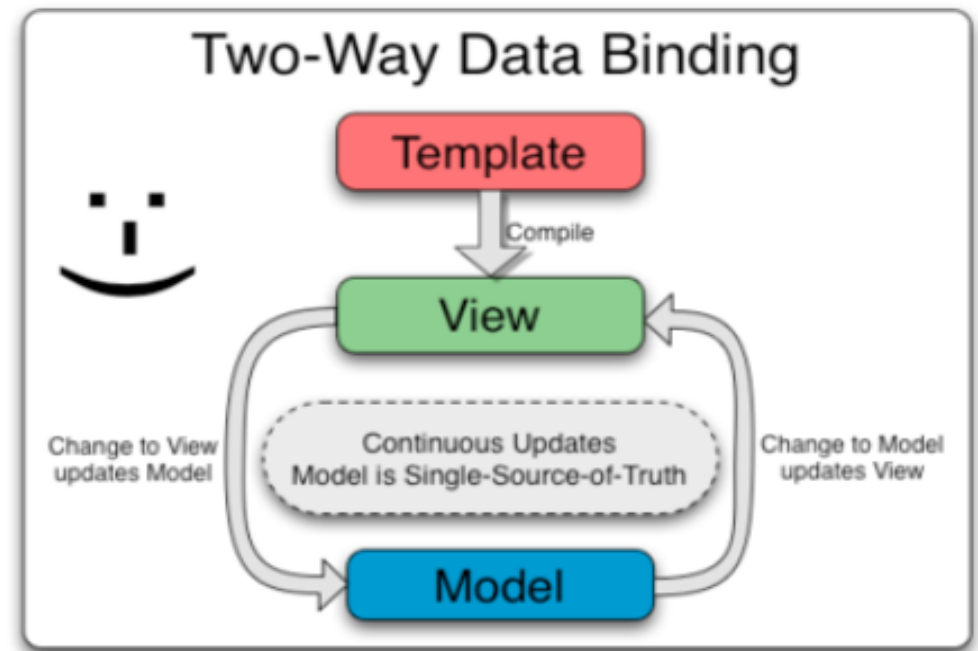 Two-Way Data Binding
Template
Compile
View
Change to View
updates Model
Continuous Updates
Model is Single-Source-of-Truth
Change to Model
updates View
Model